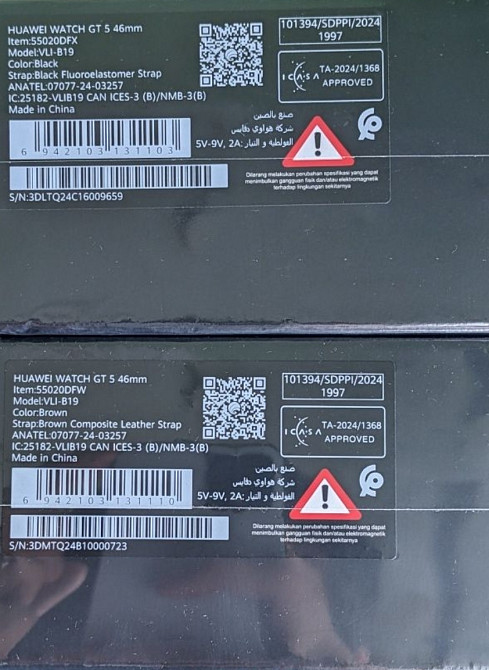 HUAWEI WATCH GT 5 46mm
Item:55020DFX
Model:VLI-B19
Color:Black
Strap:Black Fluoroelastomer Strap
ANATEL:07077-24-03257
IC:25182-VLIB19 CAN ICES-3 (B)/NMB-3(B)
Made in China
6 942103 131103
S/N:3DLTQ24C16009659
101394/SDPPI/2024
1997
ICASA TA-2024/1368
APPROVED
صنع بالصين
شركة هواوي دفايس
الفولطية و التيار: 5V-9V, 2A
Dilarang melakukan perubahan spesifikasi yang dapat
menimbulkan gangguan fisik dan/atau elektromagnetik
terhadap lingkungan sekitarnya
HUAWEI WATCH GT 5 46mm
Item:55020DFW
Model:VLI-B19
Color:Brown
Strap:Brown Composite Leather Strap
ANATEL:07077-24-03257
IC:25182-VLIB19 CAN ICES-3 (B)/NMB-3(B)
Made in China
6 942103 131110
S/N:3DMTQ24B10000723
101394/SDPPI/2024
1997
ICASA TA-2024/1368
APPROVED
صنع بالصين
شركة هواوي دفايس
الفولطية و التيار: 5V-9V, 2A
Dilarang melakukan perubahan spesifikasi yang dapat
menimbulkan gangguan fisik dan/atau elektromagnetik
terhadap lingkungan sekitarnya